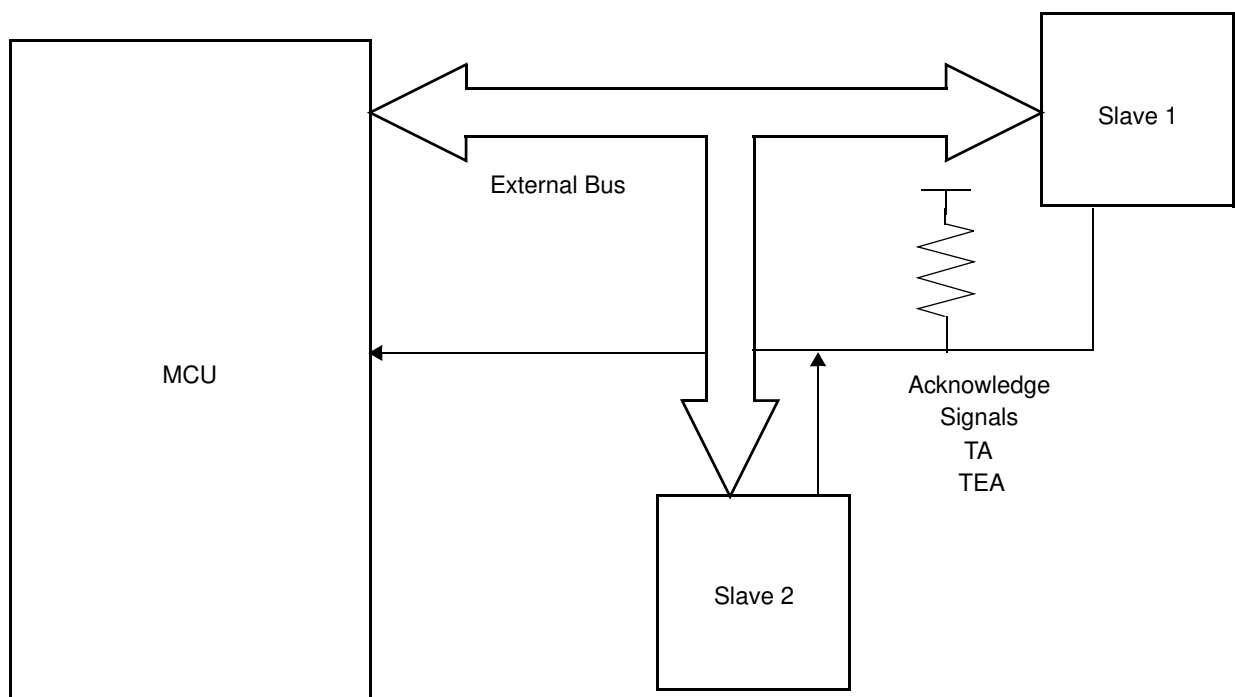 Slave 1
External Bus
MCU
Acknowledge
Signals
TA
TEA
Slave 2